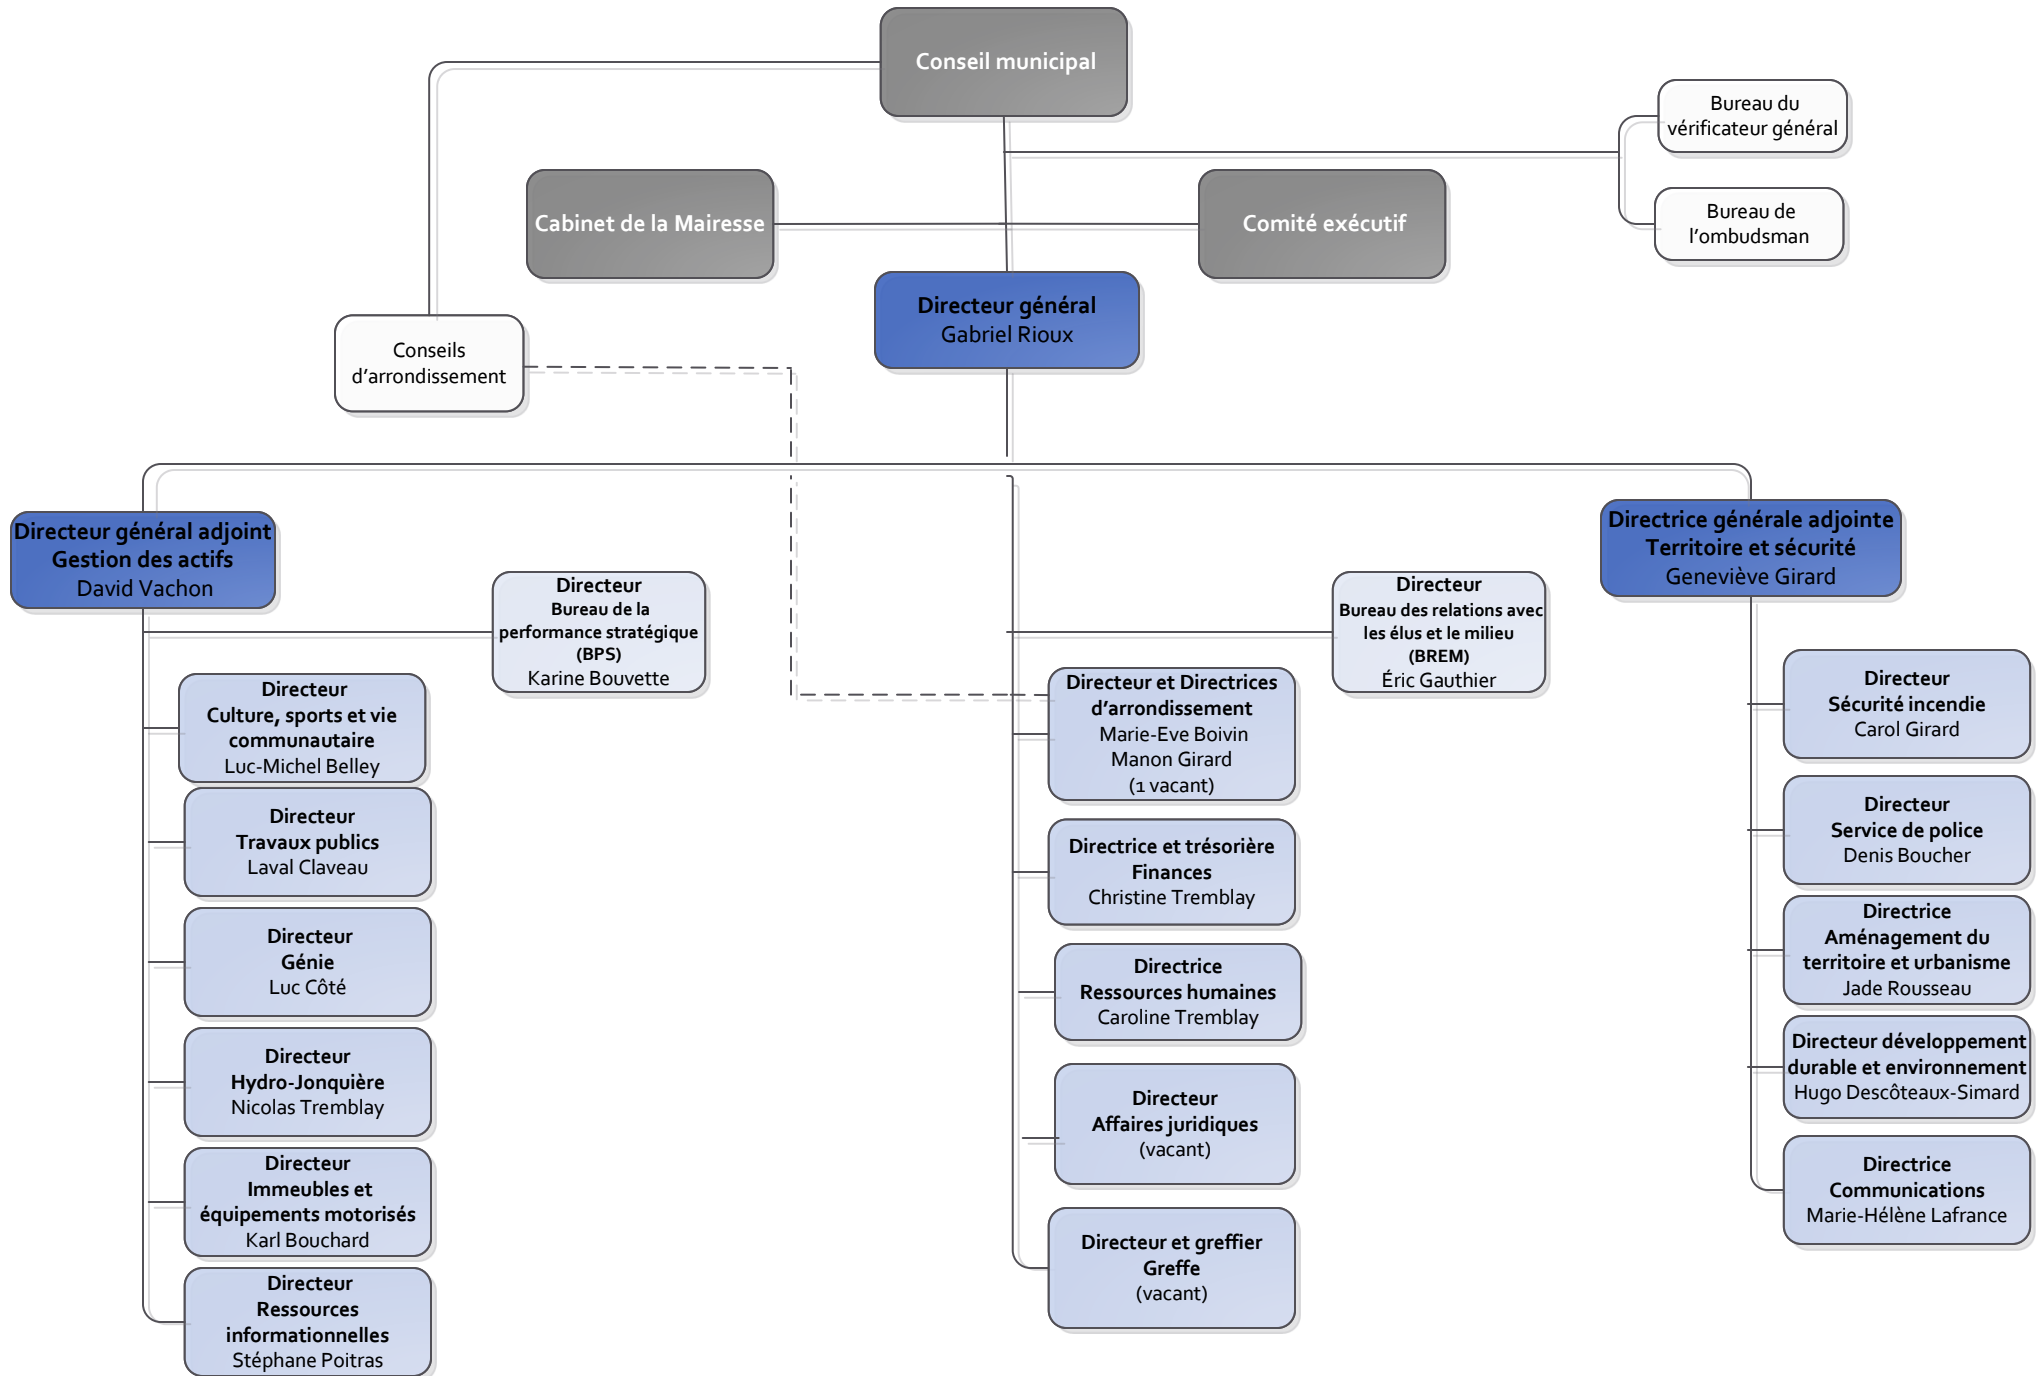 Conseil municipal
Bureau du
vérificateur général
Cabinet de la Mairesse
Comité exécutif
Bureau de
l'ombudsman
Directeur général
Gabriel Rioux
Conseils
d'arrondissement
Directeur général adjoint
Gestion des actifs
David Vachon
Directeur
Bureau de la
performance stratégique
(BPS)
Karine Bouvette
Directeur
Culture, sports et vie
communautaire
Luc-Michel Belley
Directeur
Travaux publics
Laval Claveau
Directeur
Génie
Luc Côté
Directeur
Hydro-Jonquière
Nicolas Tremblay
Directeur
Immeubles et
équipements motorisés
Karl Bouchard
Directeur
Ressources
informationnelles
Stéphane Poitras
Directeur
Bureau des relations avec
les élus et le milieu
(BREM)
Éric Gauthier
Directeur et Directrices
d'arrondissement
Marie-Eve Boivin
Manon Girard
(1 vacant)
Directrice et trésorière
Finances
Christine Tremblay
Directrice
Ressources humaines
Caroline Tremblay
Directeur
Affaires juridiques
(vacant)
Directeur et greffier
Greffe
(vacant)
Directrice générale adjointe
Territoire et sécurité
Geneviève Girard
Directeur
Sécurité incendie
Carol Girard
Directeur
Service de police
Denis Boucher
Directrice
Aménagement du
territoire et urbanisme
Jade Rousseau
Directeur développement
durable et environnement
Hugo Descôteaux-Simard
Directrice
Communications
Marie-Hélène Lafrance